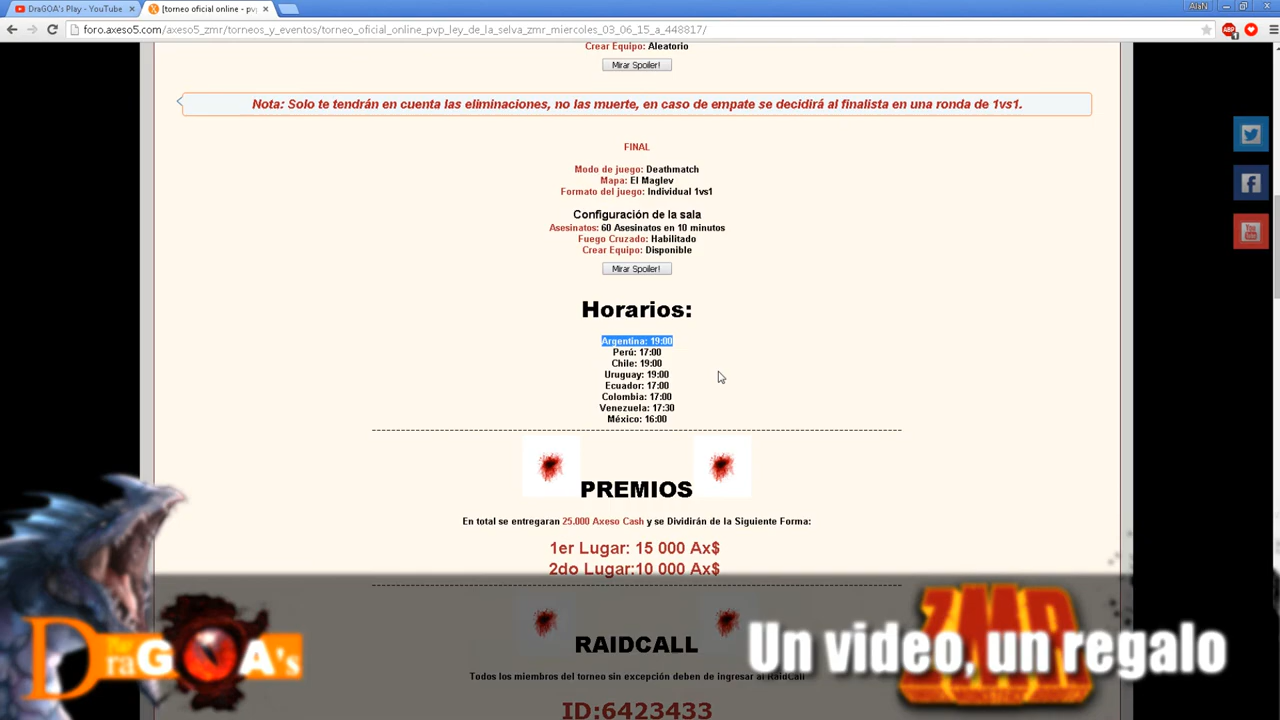 DraGOA's Play - YouTube
[torneo oficial online - pv
AlaN
foro.axeso5.com/axeso5_zmr/torneos_y_eventos/torneo_oficial_online_pvp_ley_de_la_selva_zmr_miercoles_03_06_15_a_448817/
ABP
1
Crear Equipo: Aleatorio
Mirar Spoiler!
Nota: Solo te tendrán en cuenta las eliminaciones, no las muerte, en caso de empate se decidirá al finalista en una ronda de 1vs1.
FINAL
Modo de juego: Deathmatch
Mapa: El Maglev
Formato del juego: Individual 1vs1
Configuración de la sala
Asesinatos: 60 Asesinatos en 10 minutos
Fuego Cruzado: Habilitado
Crear Equipo: Disponible
Mirar Spoiler!
You Tube
Horarios:
Argentina: 19:00
Perú: 17:00
Chile: 19:00
Uruguay: 19:00
Ecuador: 17:00
Colombia: 17:00
Venezuela: 17:30
México: 16:00
PREMIOS
En total se entregaran 25.000 Axeso Cash y se Dividirán de la Siguiente Forma:
1er Lugar: 15 000 Ax$
2do Lugar:10 000 Ax$
RAIDCALL
Todos los miembros del torneo sin excepción deben de ingresar al RaidCall
ID:6423433
DraGOA's
ZMR
Un video, un regalo